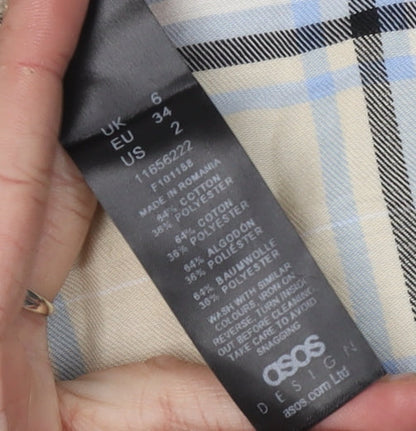 UK 6
EU 34
US 2
11656222
F101188
MADE IN ROMANIA
64% COTTON
36% POLYESTER
64% COTON
36% POLYESTER
64% ALGODÓN
36% POLIÉSTER
64% BAUMWOLLE
36% POLYESTER
WASH WITH SIMILAR
COLOURS. IRON ON
REVERSE. TURN INSIDE
OUT BEFORE CLEANING.
TAKE CARE TO AVOID
SNAGGING
asos
DESIGN
asos.com Ltd